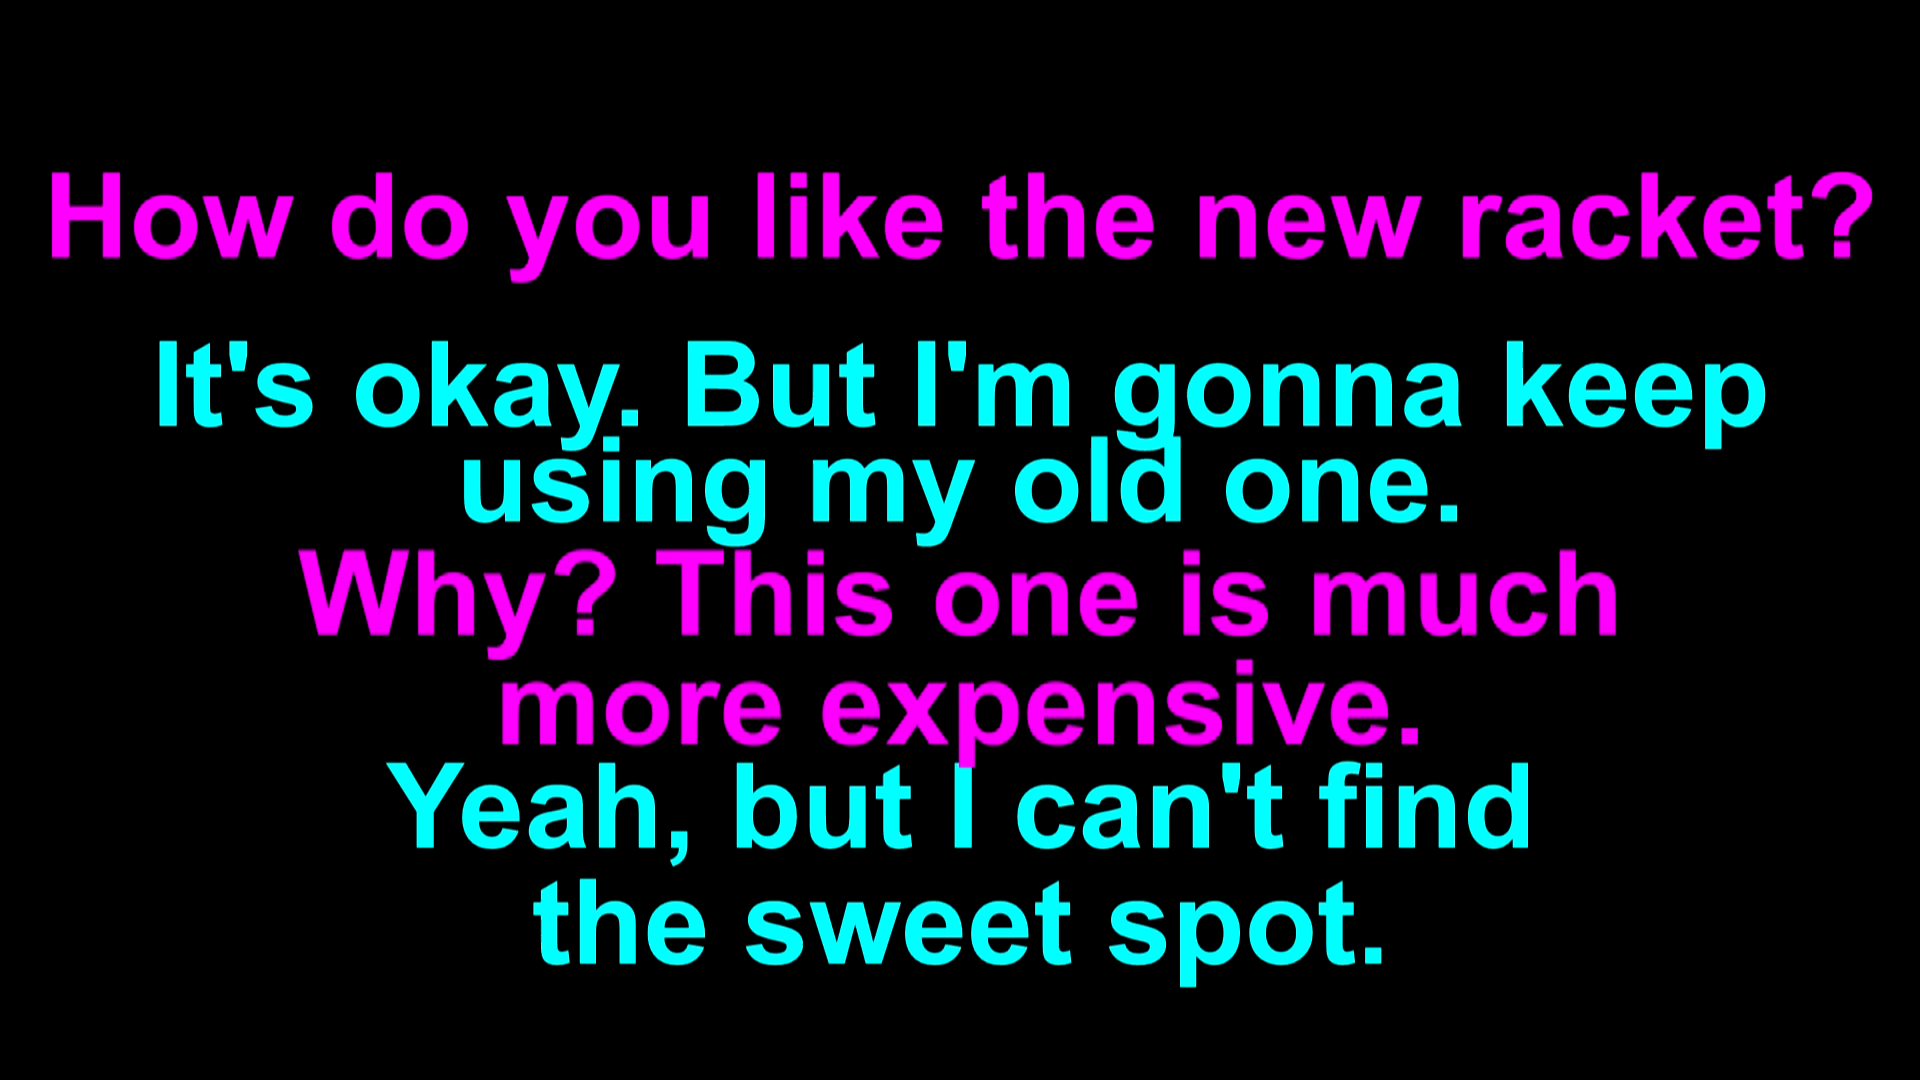 How do you like the new racket?
It's okay. But I'm gonna keep
using my old one.
Why? This one is much
more expensive.
Yeah, but I can't find
the sweet spot.